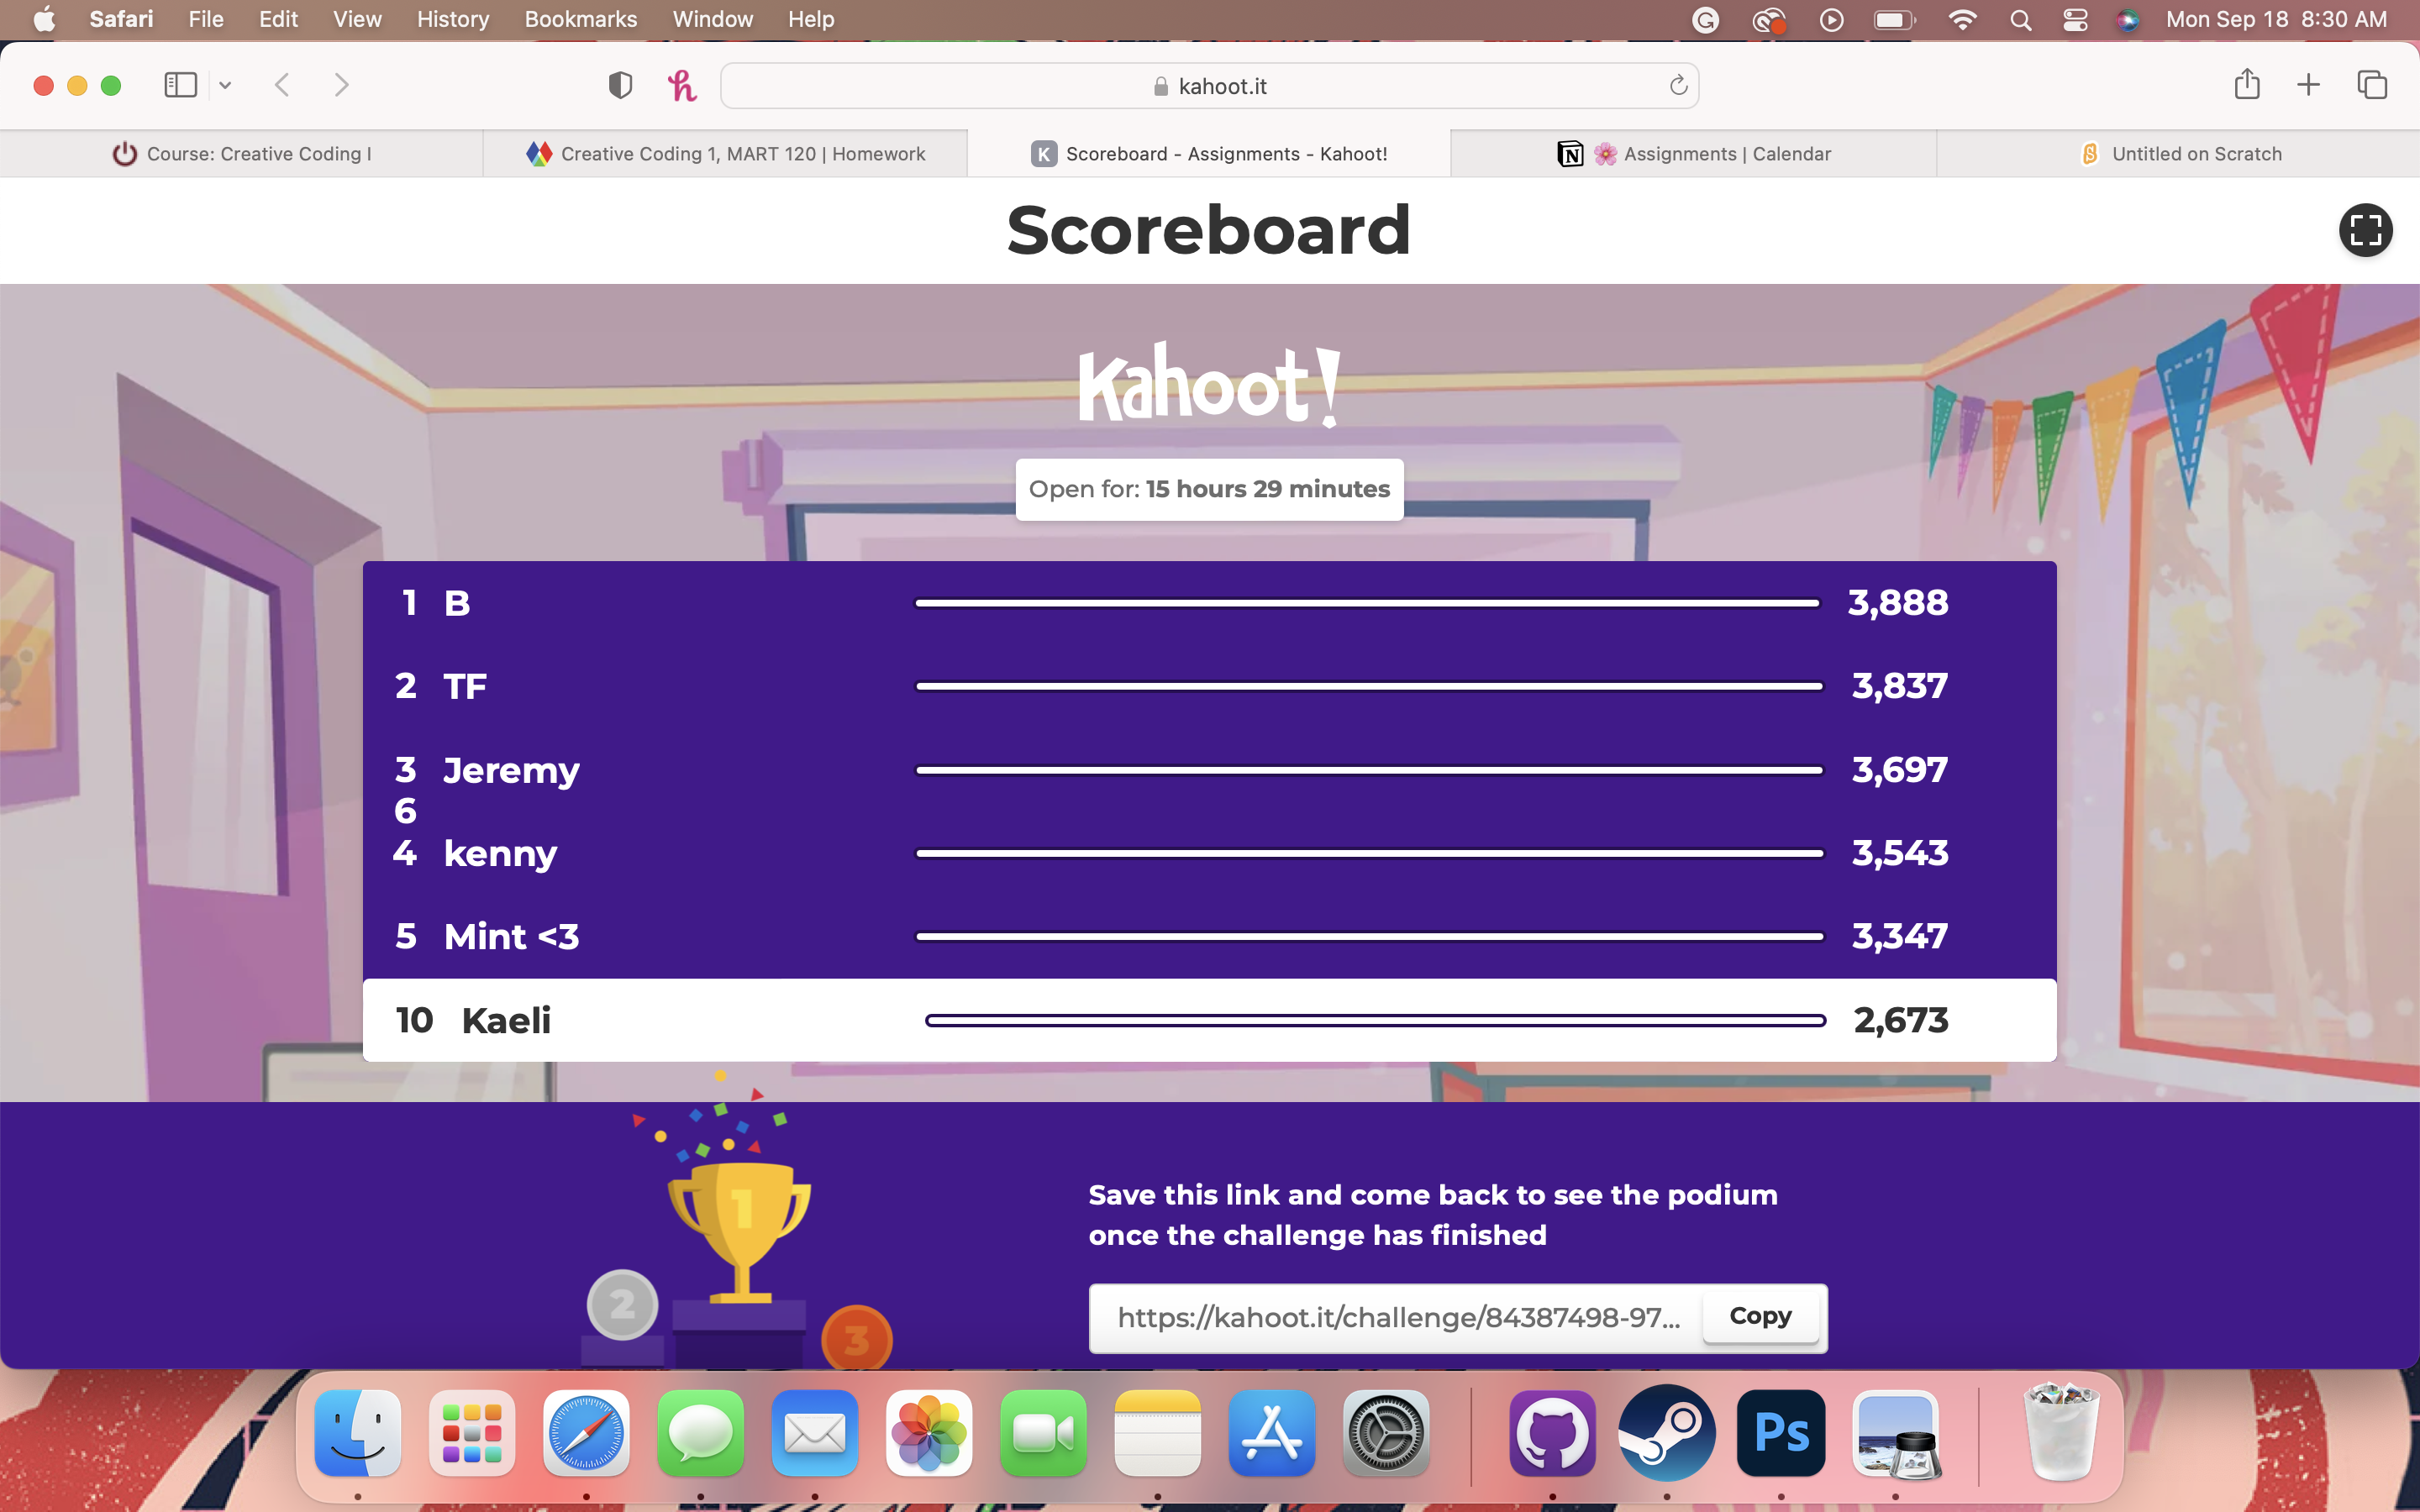 Safari File Edit View History Bookmarks Window Help Mon Sep 18 8:30 AM
kahoot.it
Course: Creative Coding I
Creative Coding 1, MART 120 | Homework
K Scoreboard - Assignments - Kahoot!
🌸 Assignments | Calendar
Untitled on Scratch
Scoreboard
Kahoot!
Open for: 15 hours 29 minutes
1 B 3,888
2 TF 3,837
3 Jeremy 3,697
6
4 kenny 3,543
5 Mint <3 3,347
10 Kaeli 2,673
1
2
3
Save this link and come back to see the podium
once the challenge has finished
https://kahoot.it/challenge/84387498-97... Copy
Ps